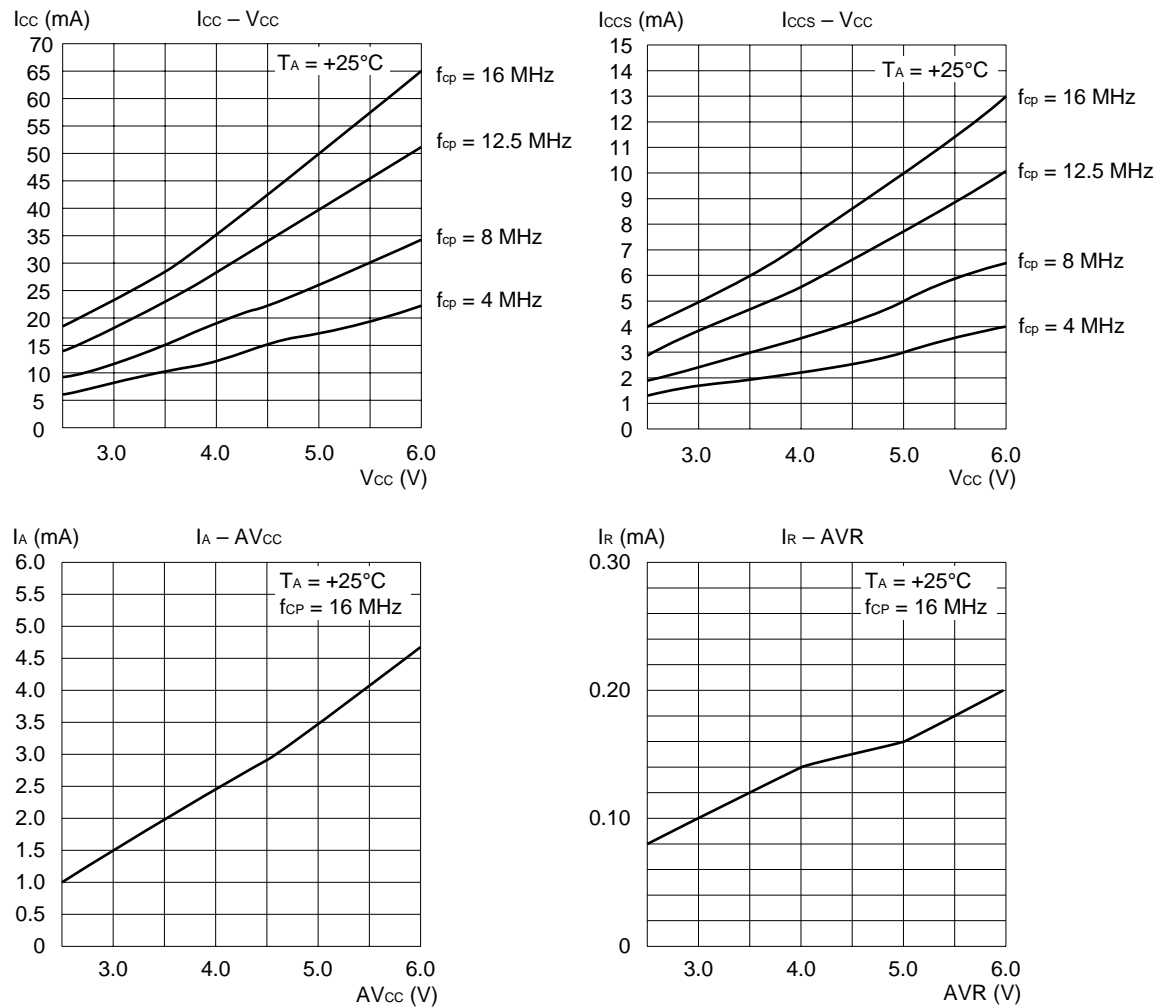 ICC (mA)
ICC – VCC
TA = +25°C
70
65
60
55
50
45
40
35
30
25
20
15
10
5
0
fcp = 16 MHz
fcp = 12.5 MHz
fcp = 8 MHz
fcp = 4 MHz
3.0 4.0 5.0 6.0
VCC (V)
ICCS (mA)
ICCS – VCC
TA = +25°C
15
14
13
12
11
10
9
8
7
6
5
4
3
2
1
0
fcp = 16 MHz
fcp = 12.5 MHz
fcp = 8 MHz
fcp = 4 MHz
3.0 4.0 5.0 6.0
VCC (V)
IA (mA)
IA – AVCC
TA = +25°C
fCP = 16 MHz
6.0
5.5
5.0
4.5
4.0
3.5
3.0
2.5
2.0
1.5
1.0
0.5
0
3.0 4.0 5.0 6.0
AVCC (V)
IR (mA)
IR – AVR
TA = +25°C
fCP = 16 MHz
0.30
0.20
0.10
0
3.0 4.0 5.0 6.0
AVR (V)